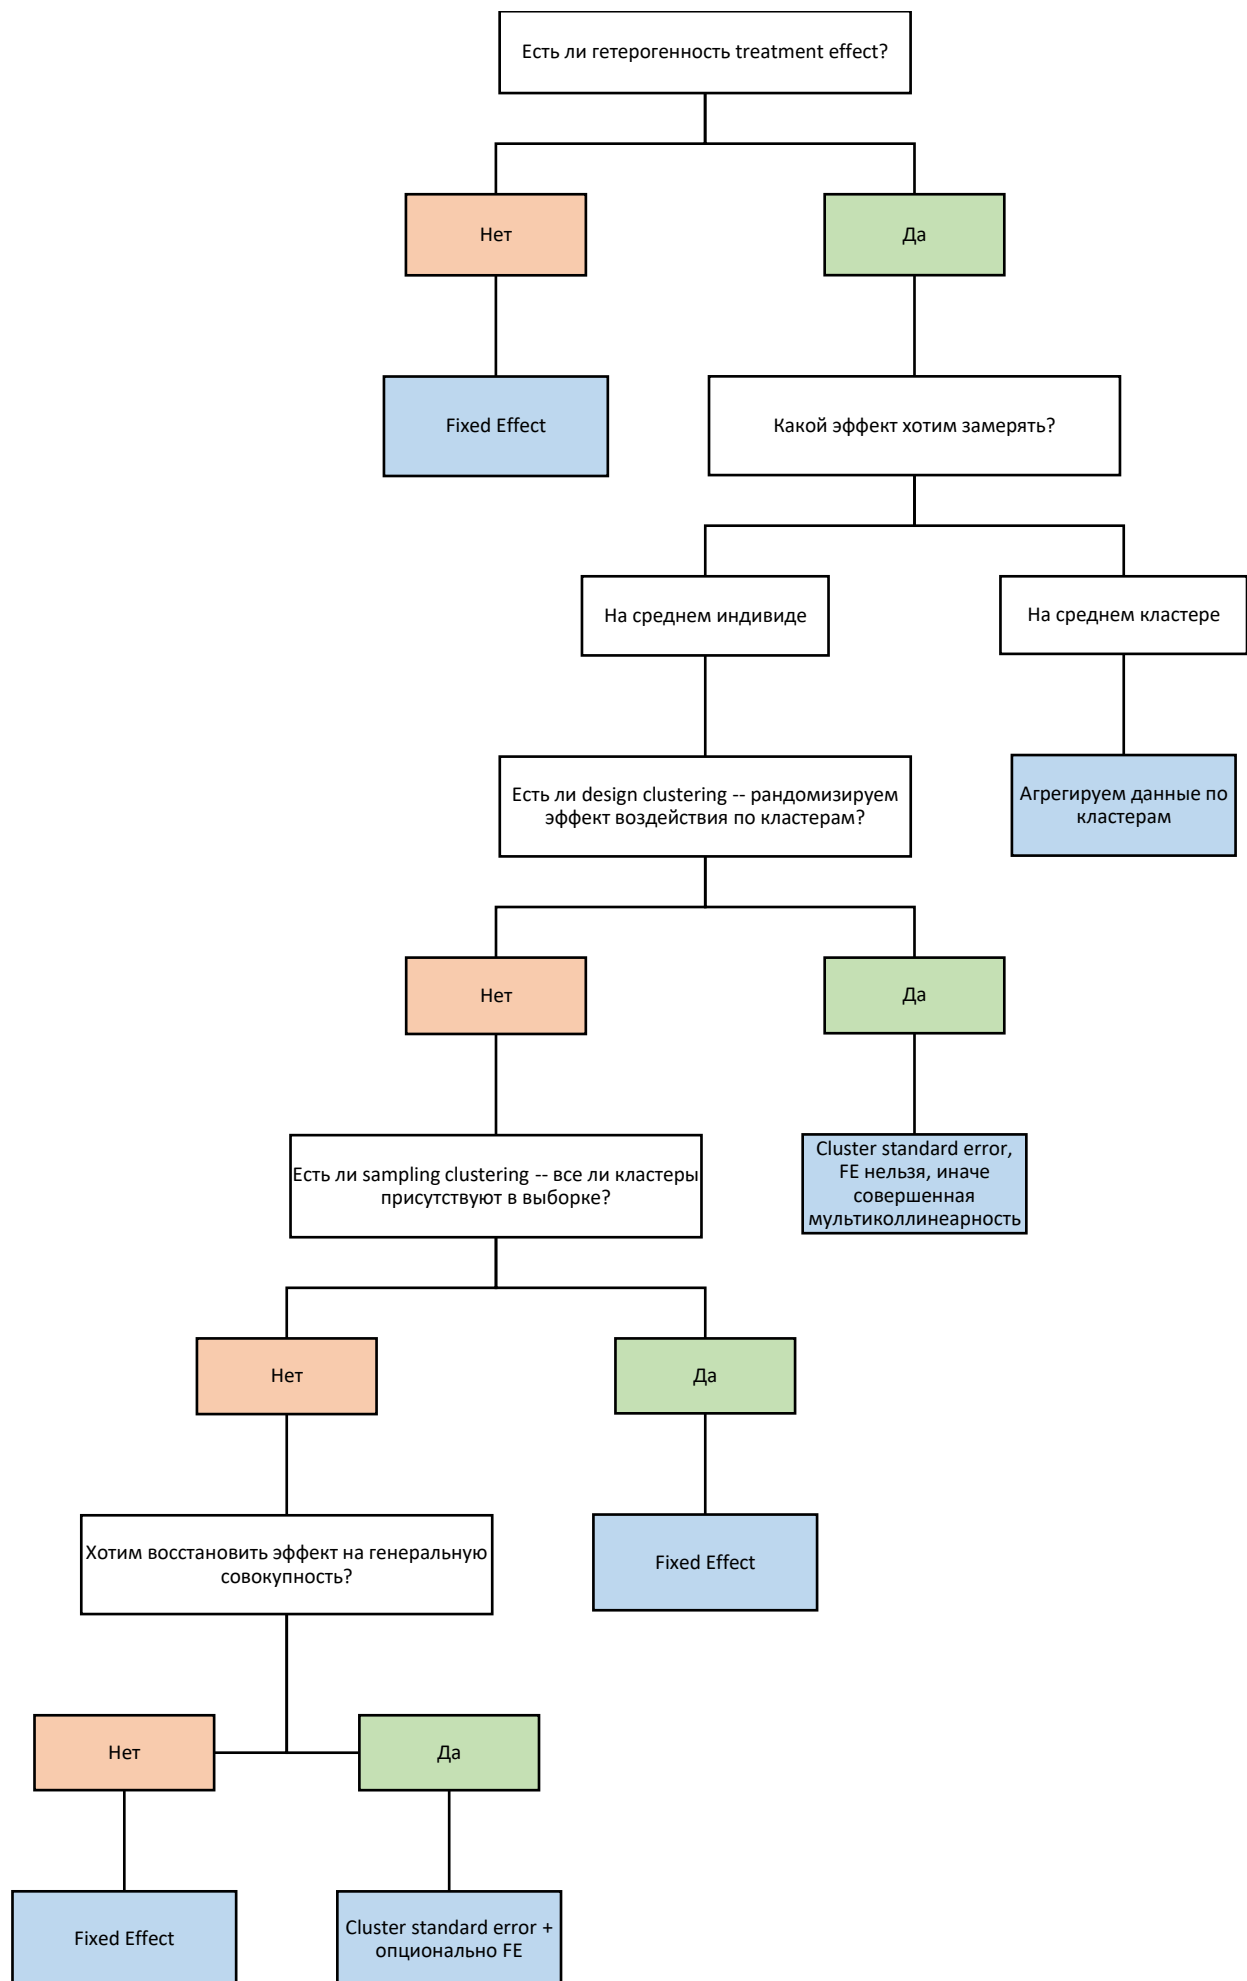 Есть ли гетерогенность treatment effect?
Нет
Да
Fixed Effect
Какой эффект хотим замерять?
На среднем индивиде
На среднем кластере
Есть ли design clustering -- рандомизируем
эффект воздействия по кластерам?
Агрегируем данные по
кластерам
Нет
Да
Есть ли sampling clustering -- все ли кластеры
присутствуют в выборке?
Cluster standard error,
FE нельзя, иначе
совершенная
мультиколлинеарность
Нет
Да
Хотим восстановить эффект на генеральную
совокупность?
Fixed Effect
Нет
Да
Fixed Effect
Cluster standard error +
опционально FE